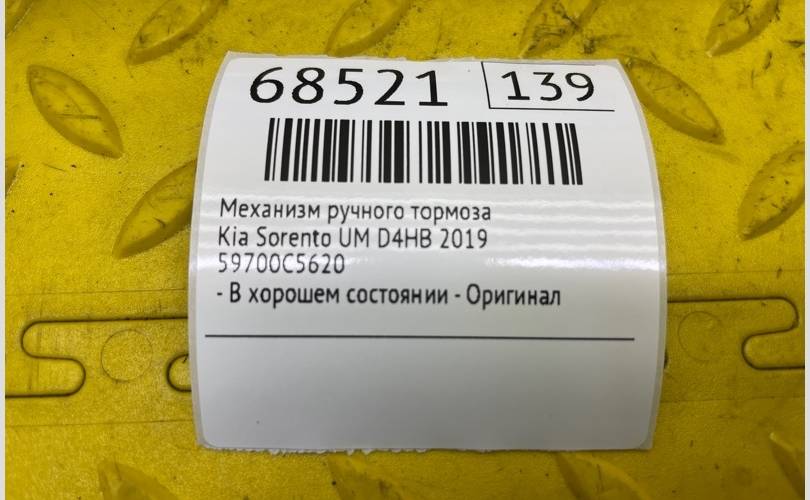 68521 139
Механизм ручного тормоза
Kia Sorento UM D4HB 2019
59700C5620
- В хорошем состоянии - Оригинал